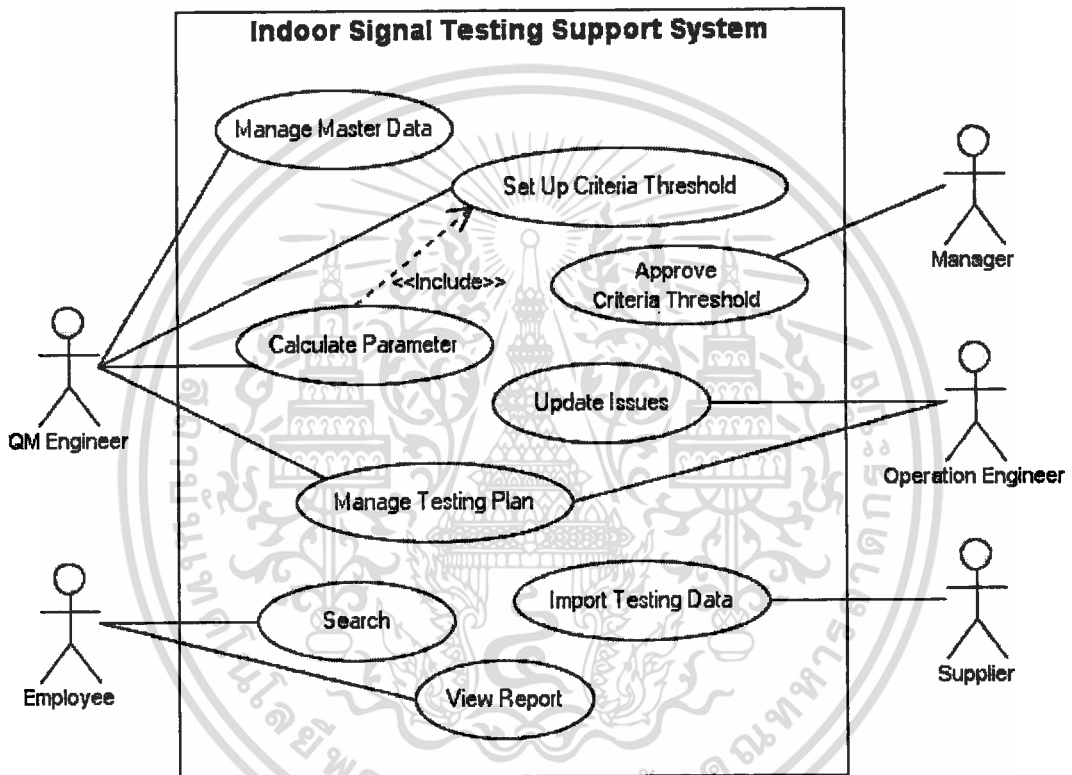 Indoor Signal Testing Support System
Manage Master Data
Set Up Criteria Threshold
Manager
Approve
Criteria Threshold
<<Include>>
Calculate Parameter
QM Engineer
Update Issues
Operation Engineer
Manage Testing Plan
Import Testing Data
Search
Supplier
Employee
View Report